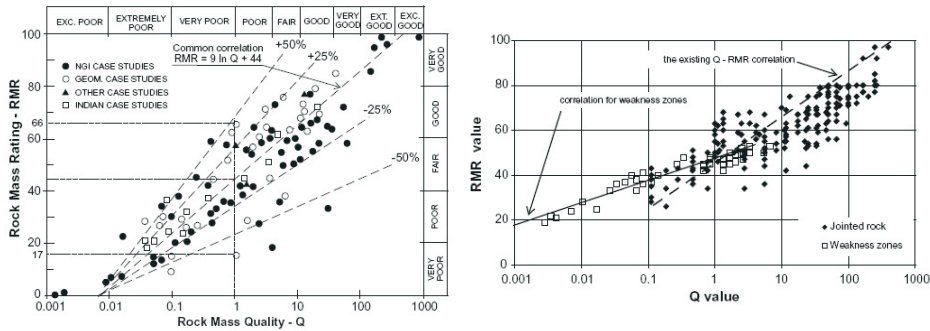 EXC. POOR EXTREMELY POOR VERY POOR POOR FAIR GOOD VERY GOOD EXT. GOOD EXC. GOOD
100
80
66
60
40
20
17
0
Rock Mass Rating - RMR
Common correlation
RMR = 9 ln Q + 44
+50%
+25%
-25%
-50%
NGI CASE STUDIES
GEOM. CASE STUDIES
OTHER CASE STUDIES
INDIAN CASE STUDIES
VERY GOOD
GOOD
FAIR
POOR
VERY POOR
0.001 0.01 0.1 1 10 100 1000
Rock Mass Quality - Q
100
80
60
40
20
0
RMR value
the existing Q - RMR correlation
correlation for weakness zones
Jointed rock
Weakness zones
0.001 0.01 0.1 1.0 10 100 1000
Q value